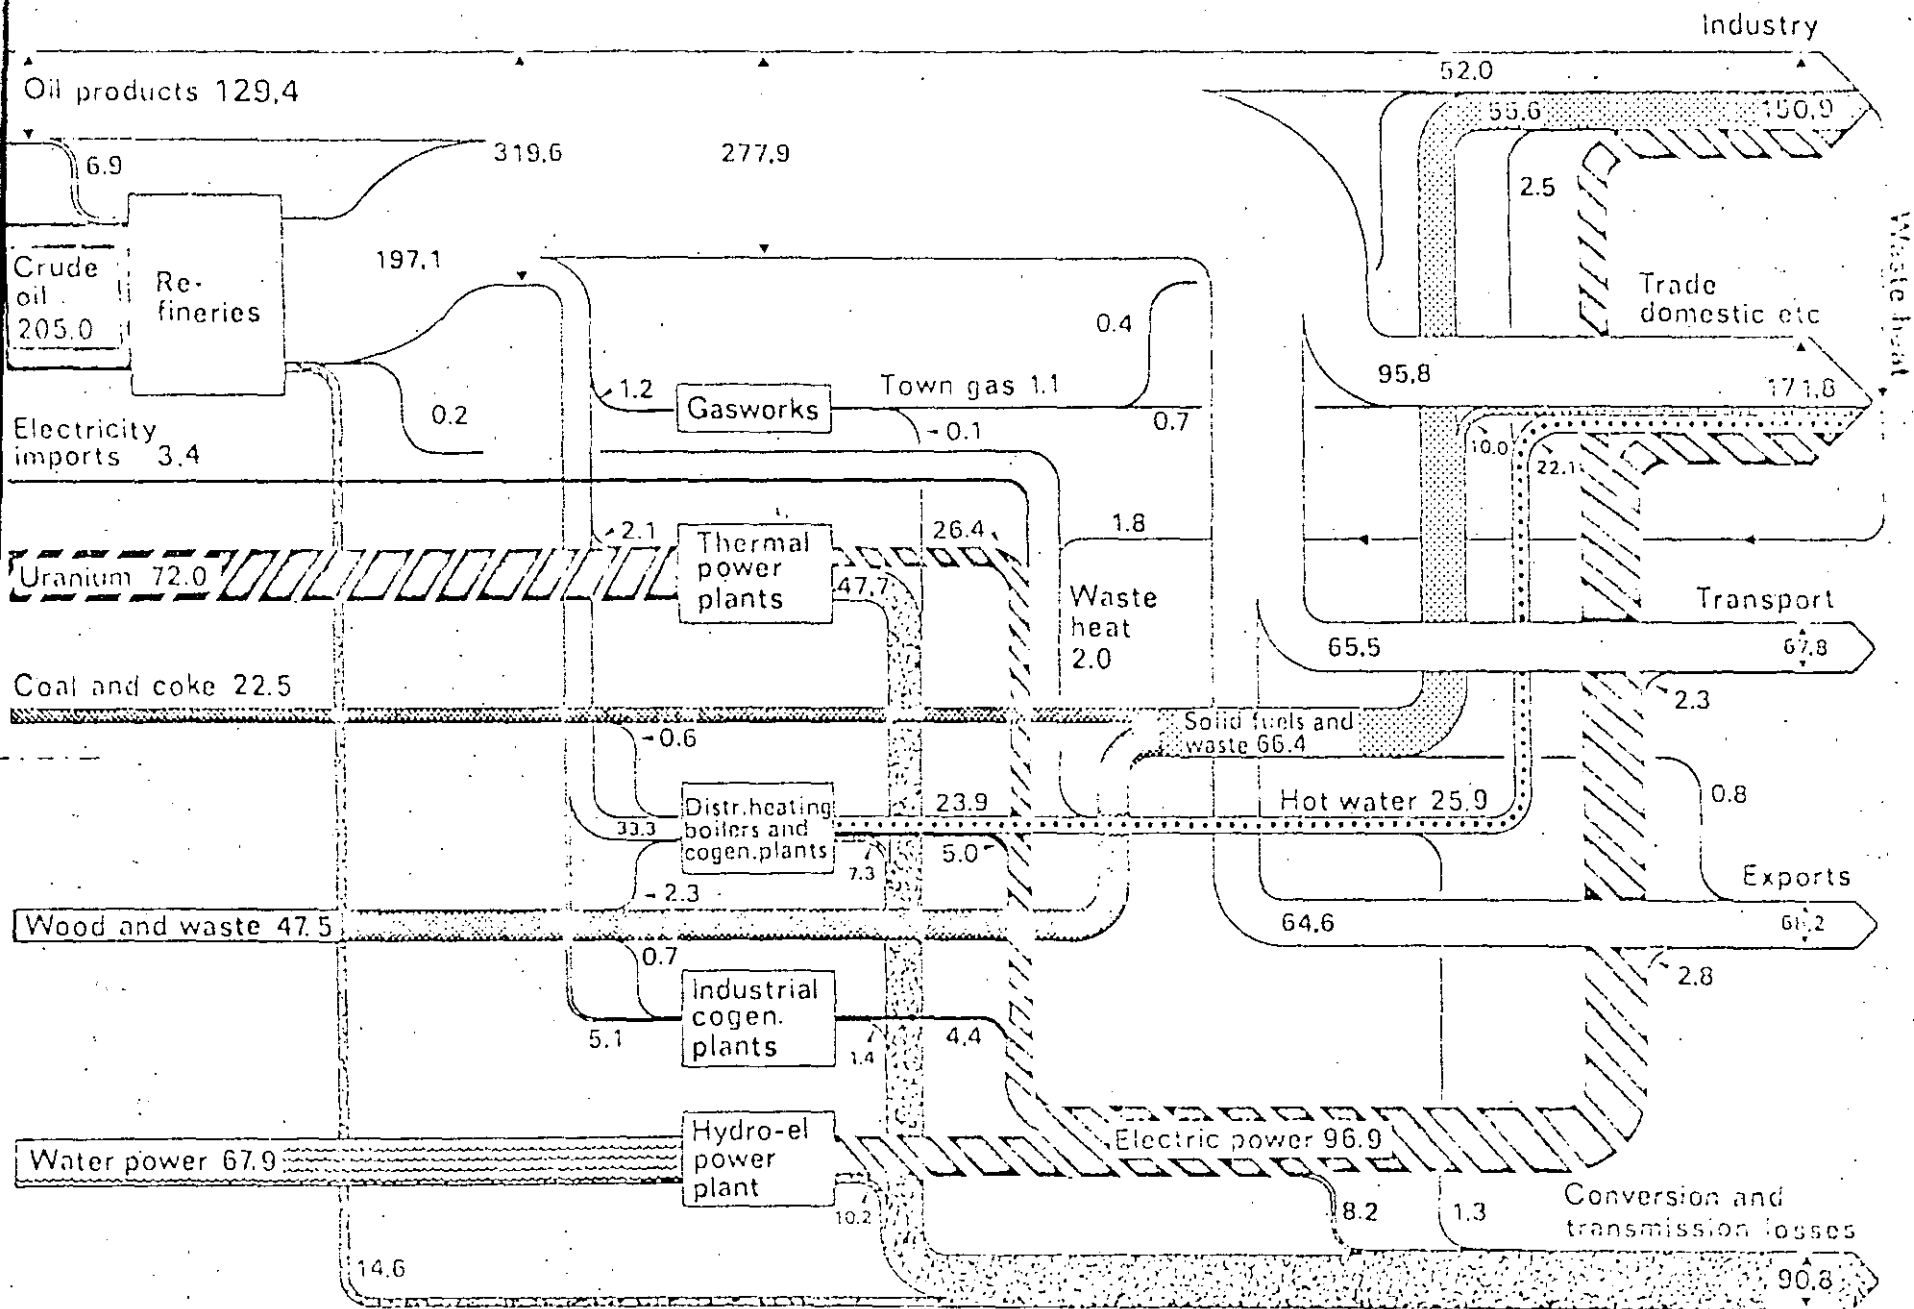 Industry
52.0
Oil products 129,4
55.6
150.9
6.9
319,6
277,9
2.5
Waste heat
197.1
Crude
oil
205.0
Re-
fineries
Trade
domestic etc
0.4
95,8
171,8
1.2
Town gas 1.1
Gasworks
0.2
0.7
Electricity
imports 3.4
0.1
10.0
22.1
2.1
26.4
1.8
Thermal
power
plants
Uranium 72.0
47.7
Waste
heat
2.0
Transport
65.5
67.8
Coal and coke 22.5
2.3
Solid fuels and
waste 66.4
0.6
0.8
Distr.heating
boilers and
cogen.plants
23.9
Hot water 25.9
33.3
5.0
7.3
2.3
Exports
Wood and waste 47.5
64.6
0.7
2.8
Industrial
cogen.
plants
5.1
1.4
4.4
Hydro-el
power
plant
Electric power 96.9
Water power 67.9
10.2
8.2
1.3
Conversion and
transmission losses
14.6
90.8